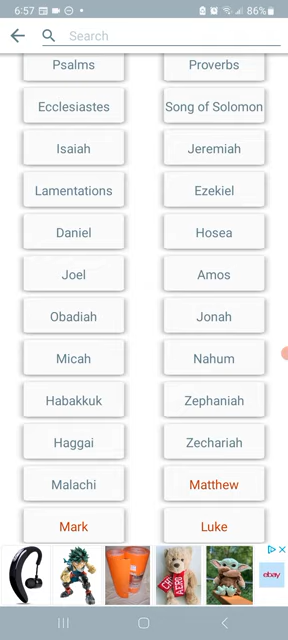 6:57 86%
Search
Psalms Proverbs
Ecclesiastes Song of Solomon
Isaiah Jeremiah
Lamentations Ezekiel
Daniel Hosea
Joel Amos
Obadiah Jonah
Micah Nahum
Habakkuk Zephaniah
Haggai Zechariah
Malachi Matthew
Mark Luke
ebay